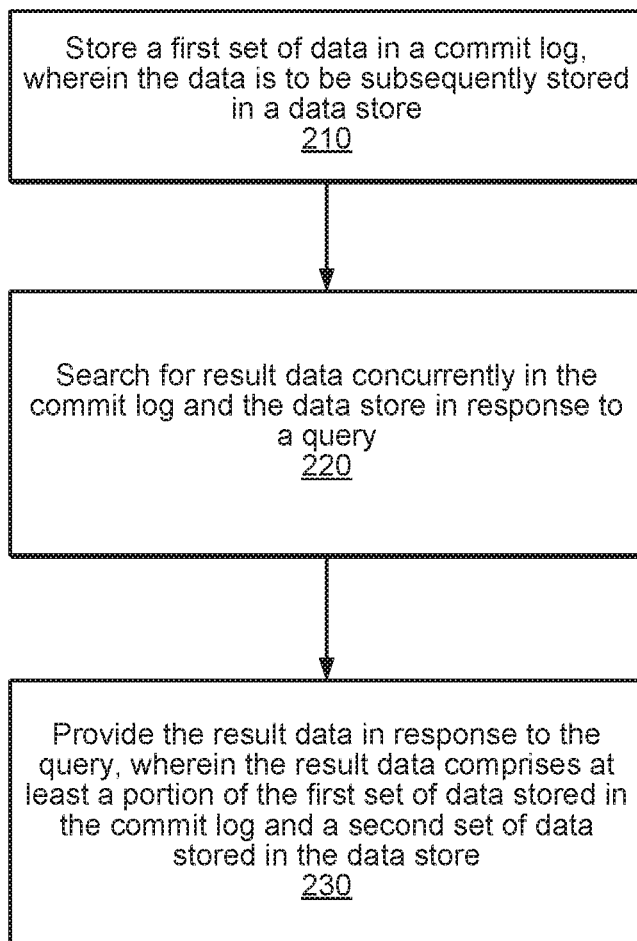 Store a first set of data in a commit log,
wherein the data is to be subsequently stored
in a data store
210
Search for result data concurrently in the
commit log and the data store in response to
a query
220
Provide the result data in response to the
query, wherein the result data comprises at
least a portion of the first set of data stored in
the commit log and a second set of data
stored in the data store
230